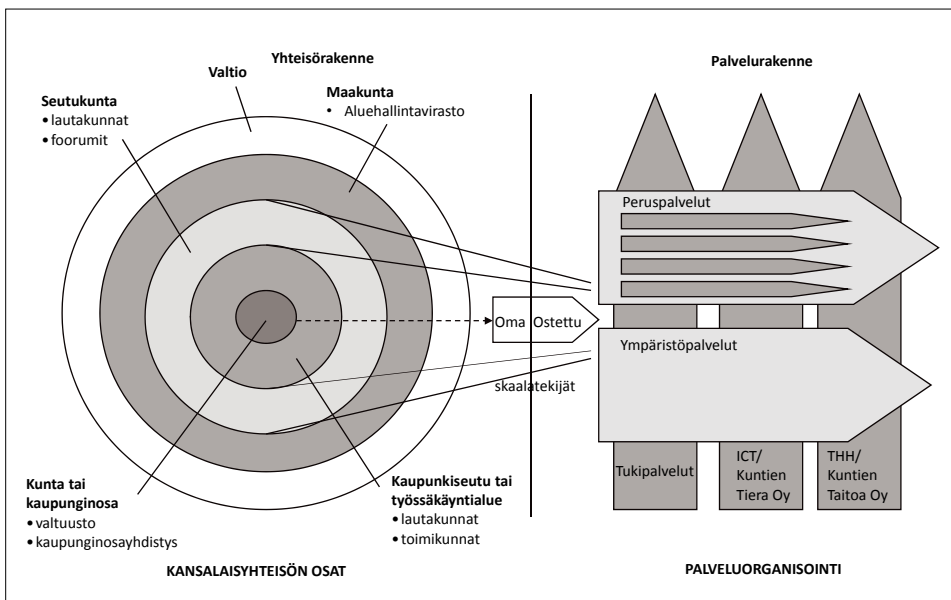 Yhteisörakenne
Valtio
Seutukunta
• lautakunnat
• foorumit
Maakunta
• Aluehallintavirasto
Kunta tai
kaupunginosa
• valtuusto
• kaupunginosayhdistys
Kaupunkiseutu tai
työssäkäyntialue
• lautakunnat
• toimikunnat
KANSALAISYHTEISÖN OSAT
Oma Ostettu
skaalatekijät
Palvelurakenne
Peruspalvelut
Ympäristöpalvelut
Tukipalvelut
ICT/
Kuntien
Tiera Oy
THH/
Kuntien
Taitoa Oy
PALVELUORGANISOINTI